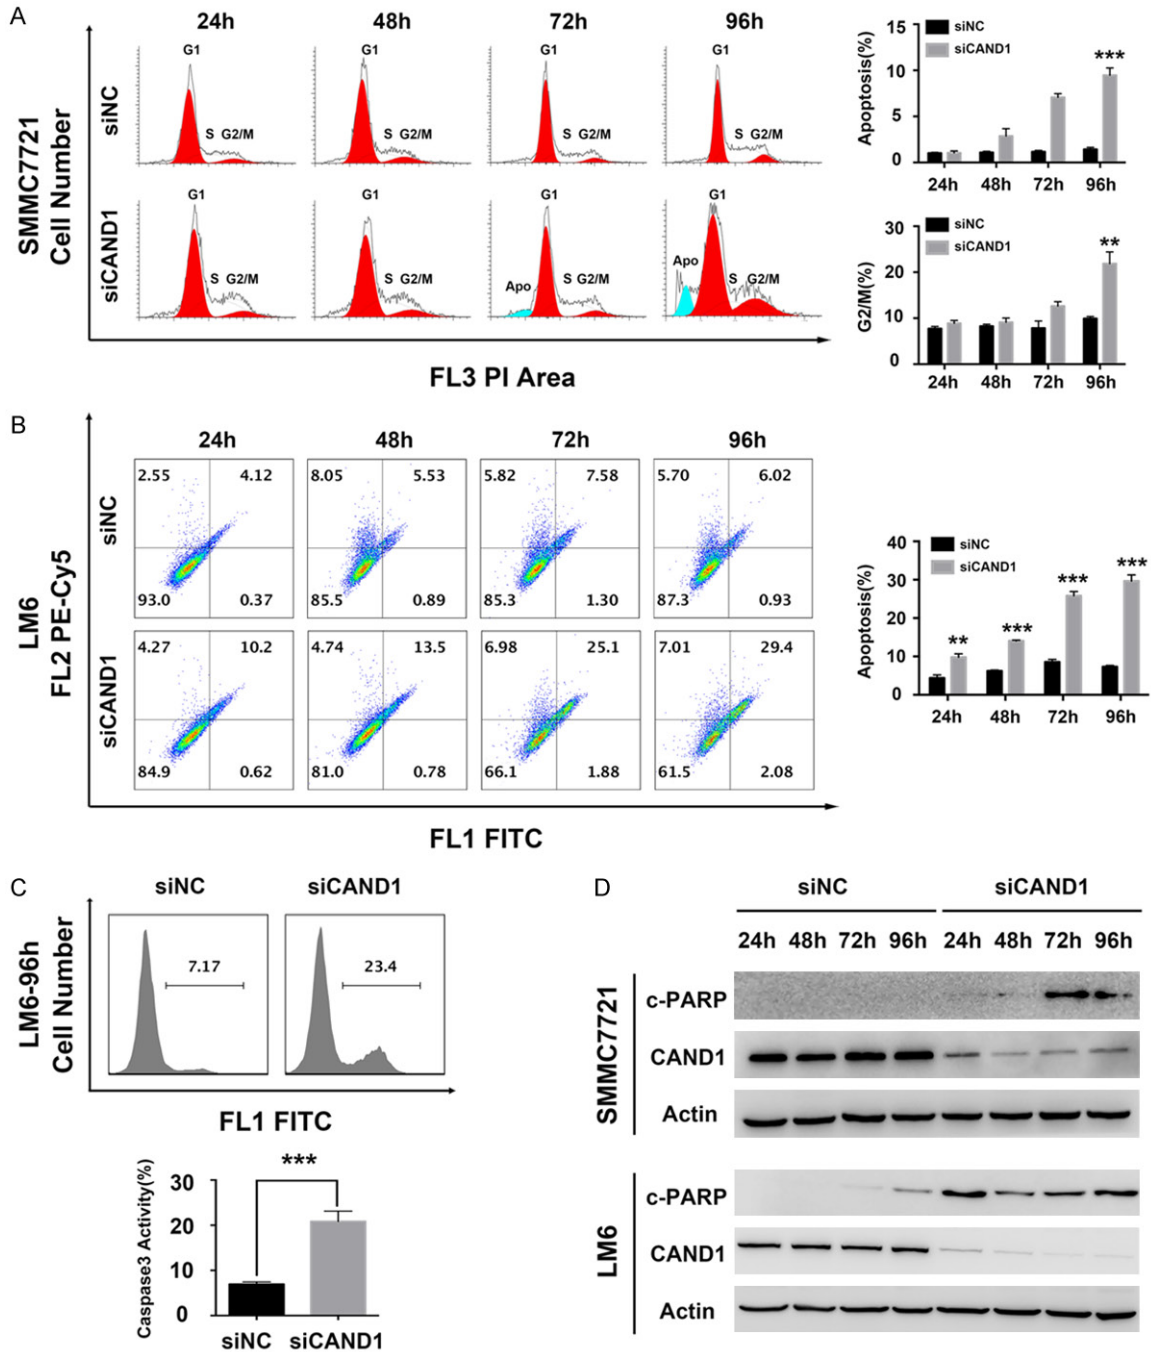 A
24h 48h 72h 96h
SMMC7721
Cell Number
siNC
G1 S G2/M
G1 S G2/M
G1 S G2/M
G1 S G2/M
siCAND1
G1 S G2/M
G1 S G2/M
Apo G1 S G2/M
Apo G1 S G2/M
FL3 PI Area
Apoptosis(%)
siNC
siCAND1
15
10
5
0
***
24h 48h 72h 96h
G2/M(%)
siNC
siCAND1
30
20
10
0
**
24h 48h 72h 96h
B
24h 48h 72h 96h
LM6
FL2 PE-Cy5
siNC
2.55 4.12 8.05 5.53 5.82 7.58 5.70 6.02
93.0 0.37 85.5 0.89 85.3 1.30 87.3 0.93
siCAND1
4.27 10.2 4.74 13.5 6.98 25.1 7.01 29.4
84.9 0.62 81.0 0.78 66.1 1.88 61.5 2.08
FL1 FITC
Apoptosis(%)
siNC
siCAND1
40
30
20
10
0
** *** *** ***
24h 48h 72h 96h
C
siNC siCAND1
LM6-96h
Cell Number
7.17 23.4
FL1 FITC
Caspase3 Activity(%)
***
30
20
10
0
siNC siCAND1
D
siNC siCAND1
24h 48h 72h 96h 24h 48h 72h 96h
SMMC7721
c-PARP
CAND1
Actin
LM6
c-PARP
CAND1
Actin